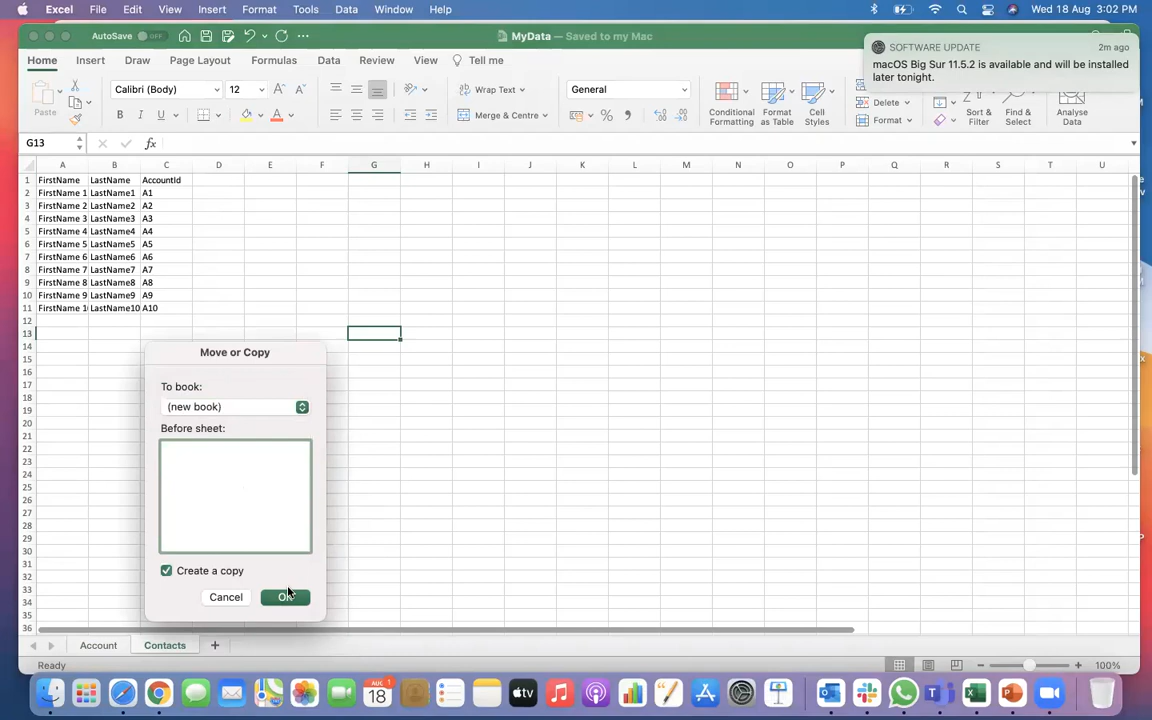 Excel File Edit View Insert Format Tools Data Window Help Wed 18 Aug 3:02 PM
AutoSave OFF MyData — Saved to my Mac
SOFTWARE UPDATE 2m ago
macOS Big Sur 11.5.2 is available and will be installed
later tonight.
Home Insert Draw Page Layout Formulas Data Review View Tell me
Paste Calibri (Body) 12 Wrap Text General
B I U Merge & Centre Conditional Formatting Format as Table Cell Styles Delete Format Sort & Filter Find & Select Analyse Data
G13 fx
A B C D E F G H I J K L M N O P Q R S T U
1 FirstName LastName AccountId
2 FirstName 1 LastName1 A1
3 FirstName 2 LastName2 A2
4 FirstName 3 LastName3 A3
5 FirstName 4 LastName4 A4
6 FirstName 5 LastName5 A5
7 FirstName 6 LastName6 A6
8 FirstName 7 LastName7 A7
9 FirstName 8 LastName8 A8
10 FirstName 9 LastName9 A9
11 FirstName 1 LastName10 A10
12
13
14
15
16
17
18
19
20
21
22
23
24
25
26
27
28
29
30
31
32
33
34
35
36
Move or Copy
To book:
(new book)
Before sheet:
Create a copy
Cancel OK
Account Contacts +
Ready 100%
AUG 1
18
tv